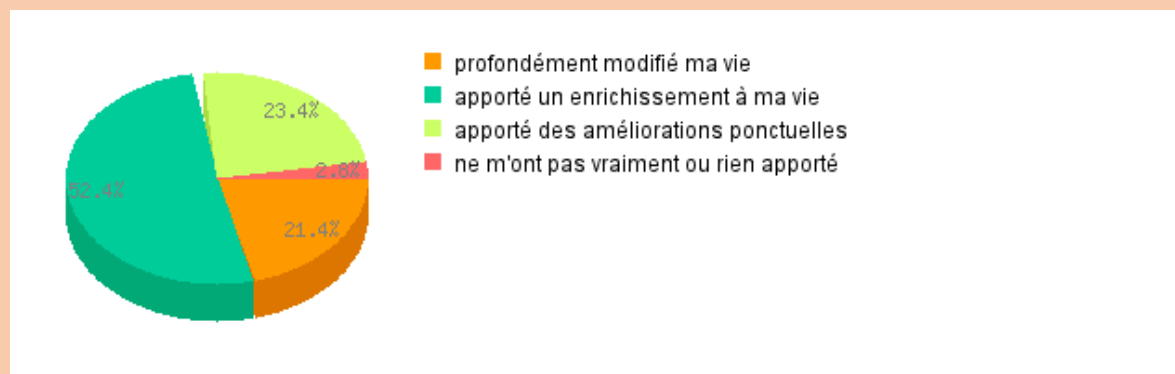 profondément modifié ma vie
apporté un enrichissement à ma vie
apporté des améliorations ponctuelles
ne m'ont pas vraiment ou rien apporté
23.4%
2.8%
52.4%
21.4%